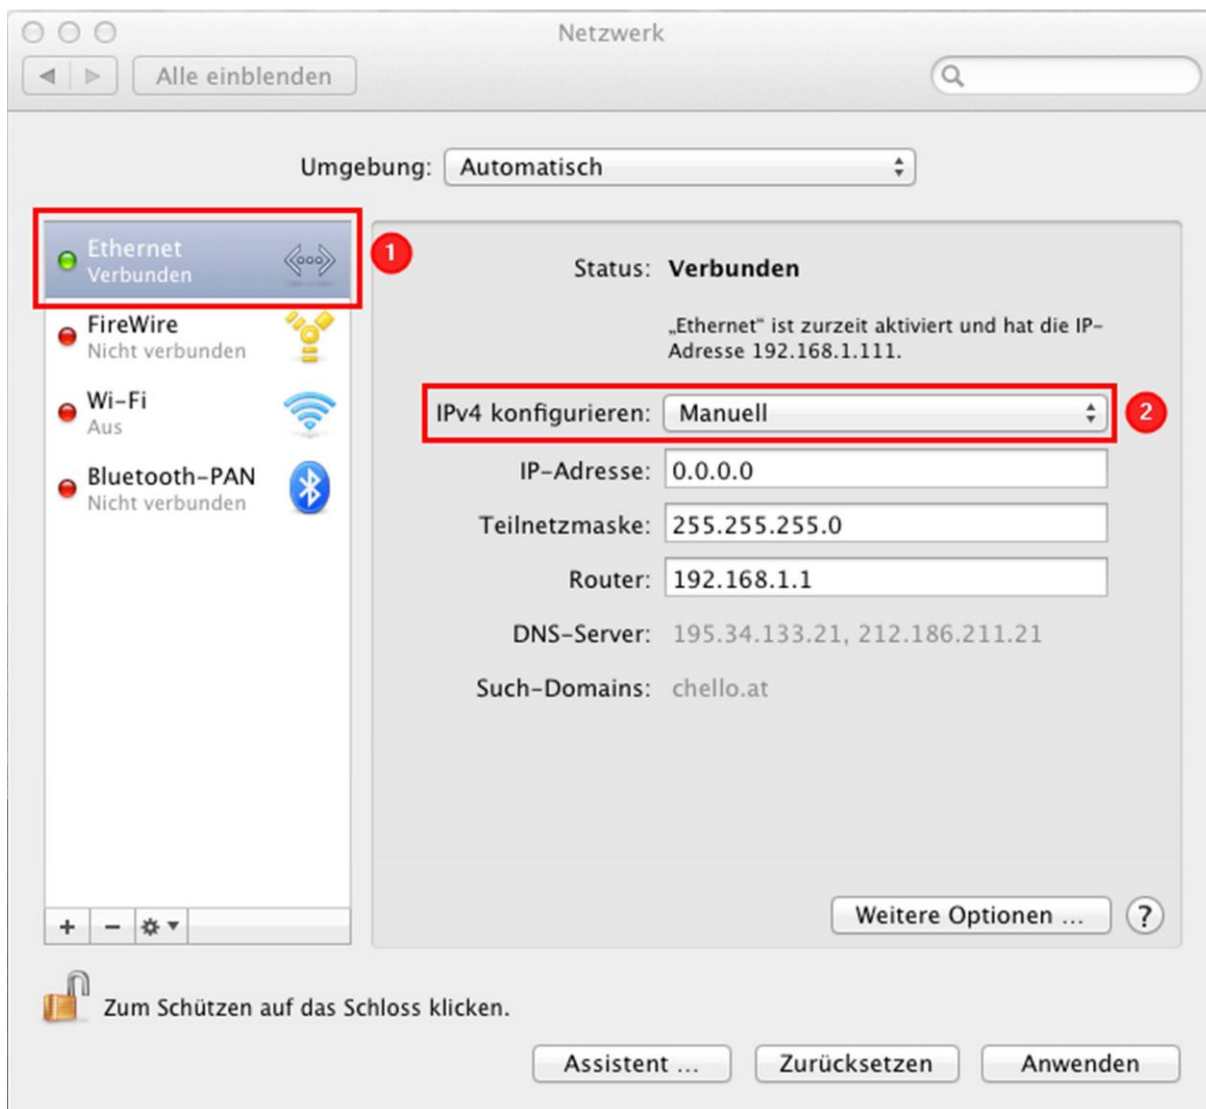 Netzwerk
Alle einblenden
Umgebung: Automatisch
Ethernet
Verbunden
1
FireWire
Nicht verbunden
Wi-Fi
Aus
Bluetooth-PAN
Nicht verbunden
Status: Verbunden
„Ethernet“ ist zurzeit aktiviert und hat die IP-
Adresse 192.168.1.111.
IPv4 konfigurieren: Manuell
2
IP-Adresse: 0.0.0.0
Teilnetzmaske: 255.255.255.0
Router: 192.168.1.1
DNS-Server: 195.34.133.21, 212.186.211.21
Such-Domains: chello.at
Weitere Optionen ... ?
Zum Schützen auf das Schloss klicken.
Assistent ... Zurücksetzen Anwenden